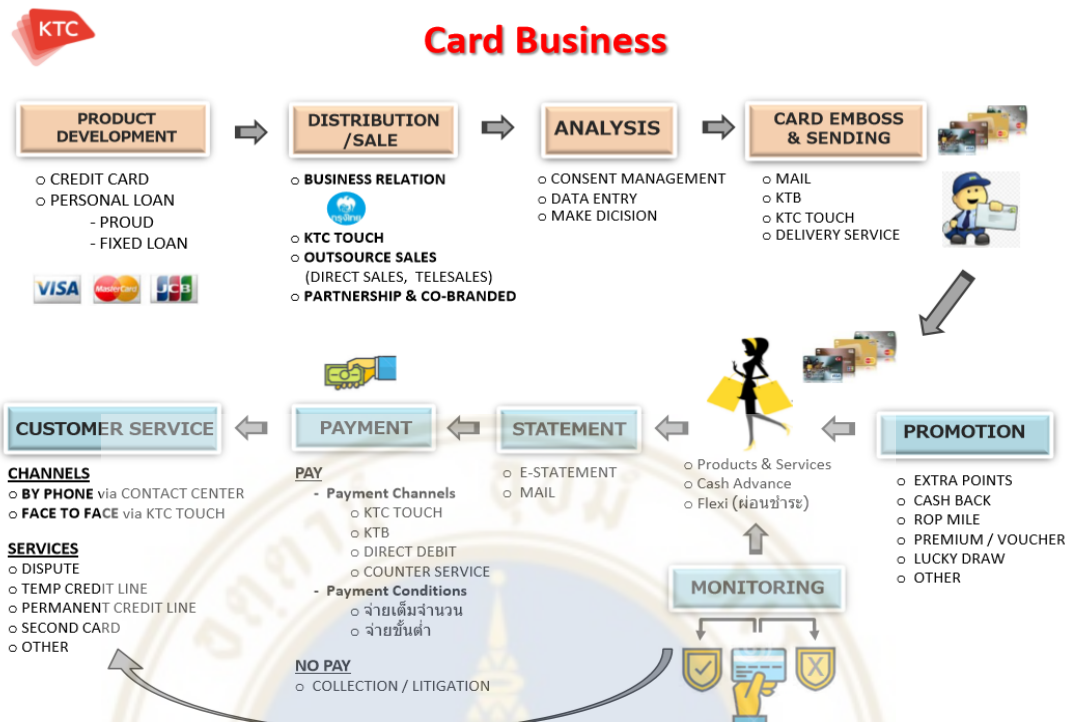 KTC
Card Business
PRODUCT
DEVELOPMENT
o CREDIT CARD
o PERSONAL LOAN
- PROUD
- FIXED LOAN
VISA
MasterCard
JCB
DISTRIBUTION
/SALE
o BUSINESS RELATION
กรุงไทย
o KTC TOUCH
o OUTSOURCE SALES
(DIRECT SALES, TELESALES)
o PARTNERSHIP & CO-BRANDED
ANALYSIS
o CONSENT MANAGEMENT
o DATA ENTRY
o MAKE DICISION
CARD EMBOSS
& SENDING
o MAIL
o KTB
o KTC TOUCH
o DELIVERY SERVICE
PROMOTION
o EXTRA POINTS
o CASH BACK
o ROP MILE
o PREMIUM / VOUCHER
o LUCKY DRAW
o OTHER
o Products & Services
o Cash Advance
o Flexi (ผ่อนชำระ)
MONITORING
X
STATEMENT
o E-STATEMENT
o MAIL
PAYMENT
PAY
- Payment Channels
o KTC TOUCH
o KTB
o DIRECT DEBIT
o COUNTER SERVICE
- Payment Conditions
o จ่ายเต็มจำนวน
o จ่ายขั้นต่ำ
NO PAY
o COLLECTION / LITIGATION
CUSTOMER SERVICE
CHANNELS
o BY PHONE via CONTACT CENTER
o FACE TO FACE via KTC TOUCH
SERVICES
o DISPUTE
o TEMP CREDIT LINE
o PERMANENT CREDIT LINE
o SECOND CARD
o OTHER